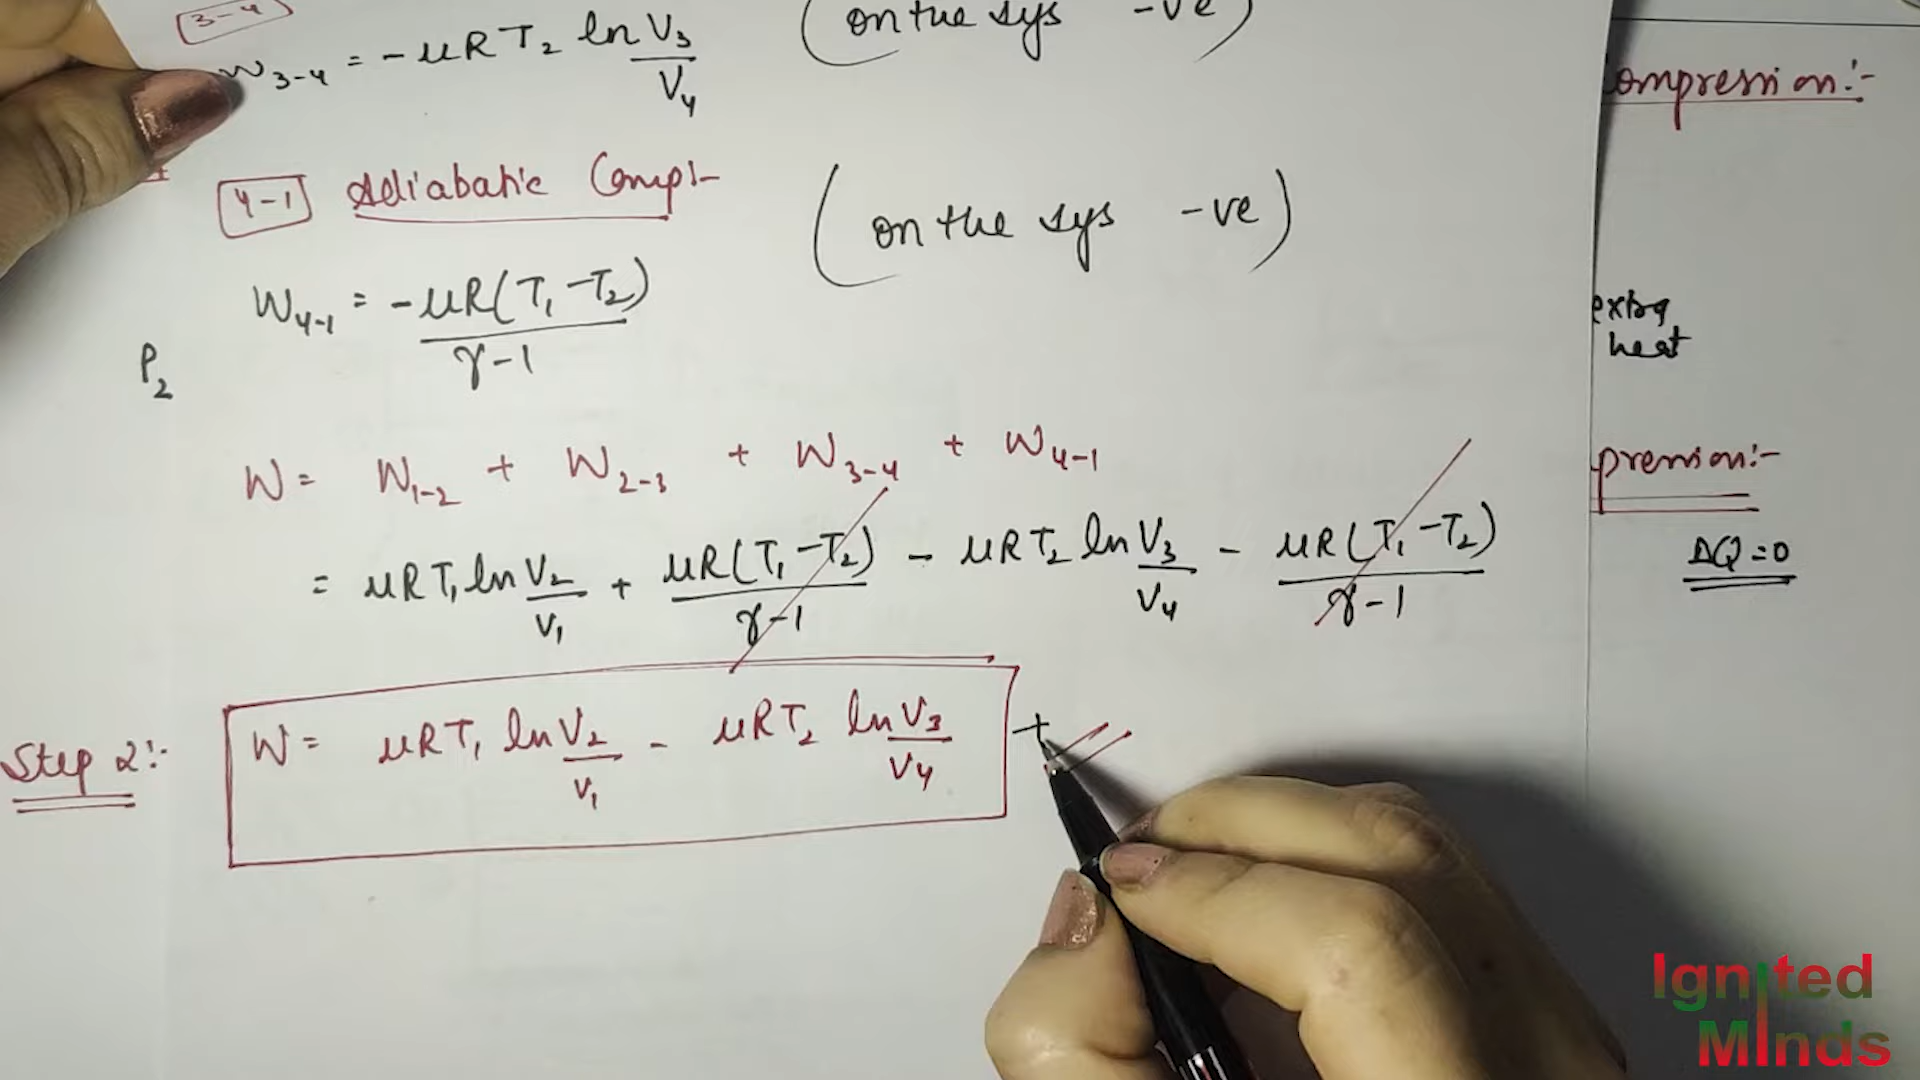 3-4
W3-4 = -μRT2 ln V3/V4 (on the sys -ve)
ompression:-
4-1 Adiabatic Comp:- (on the sys -ve)
W4-1 = -μR(T1-T2)/γ-1
extra
heat
P2
W = W1-2 + W2-3 + W3-4 + W4-1
pression:-
= μRT1 ln V2/V1 + μR(T1-T2)/γ-1 - μRT2 ln V3/V4 - μR(T1-T2)/γ-1
ΔQ=0
Step 2:- W = μRT1 ln V2/V1 - μRT2 ln V3/V4
Ignited
Minds